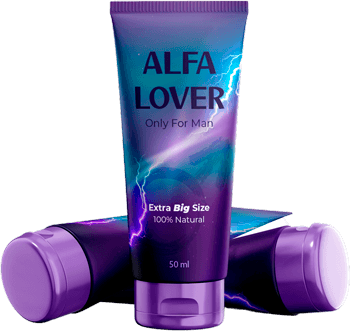 ALFA
LOVER
Only For Man
Extra Big Size
100% Natural
50 ml